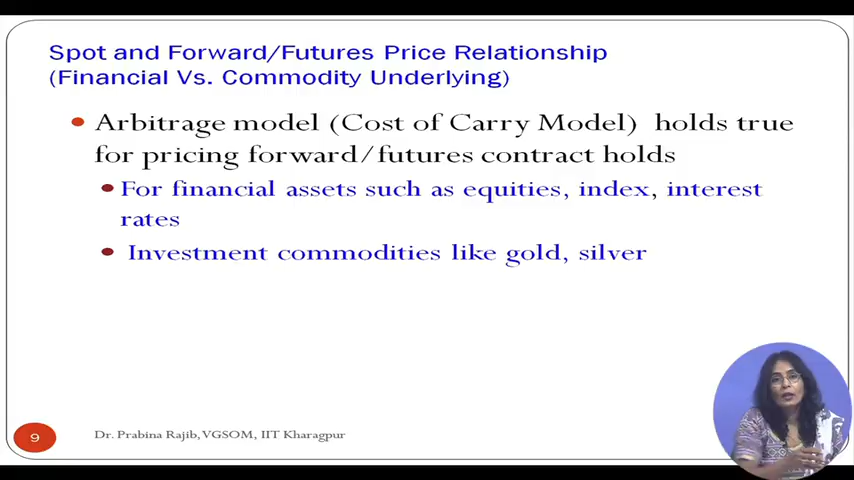 Spot and Forward/Futures Price Relationship
(Financial Vs. Commodity Underlying)
Arbitrage model (Cost of Carry Model) holds true
for pricing forward/futures contract holds
For financial assets such as equities, index, interest
rates
Investment commodities like gold, silver
9
Dr. Prabina Rajib, VGSOM, IIT Kharagpur